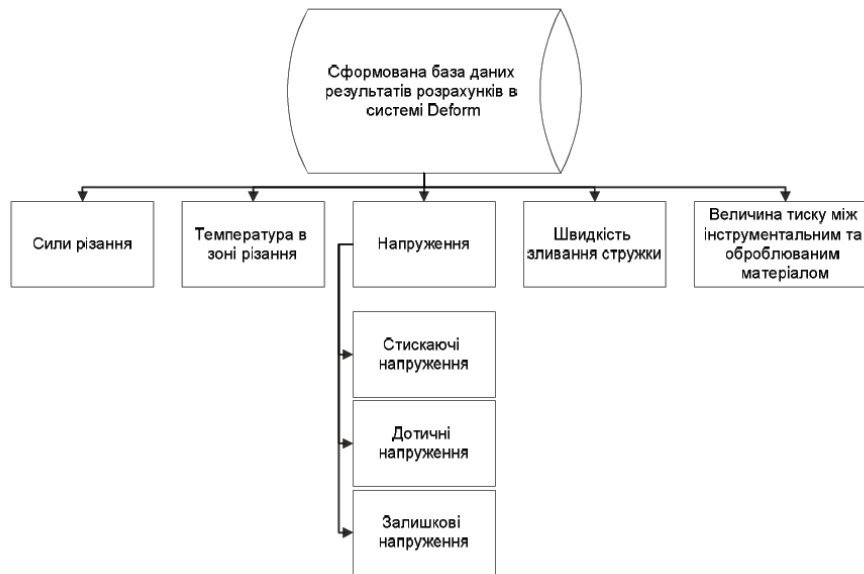 Сформована база даних
результатів розрахунків в
системі Deform
Сили різання
Температура в
зоні різання
Напруження
Швидкість
зливання стружки
Величина тиску між
інструментальним та
оброблюваним
матеріалом
Стискаючі
напруження
Дотичні
напруження
Залишкові
напруження